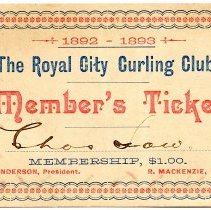 1892 - 1893
The Royal City Curling Club
Member's Ticke
Chas
MEMBERSHIP, $1.00.
NDERSON, President. R. MACKENZIE,